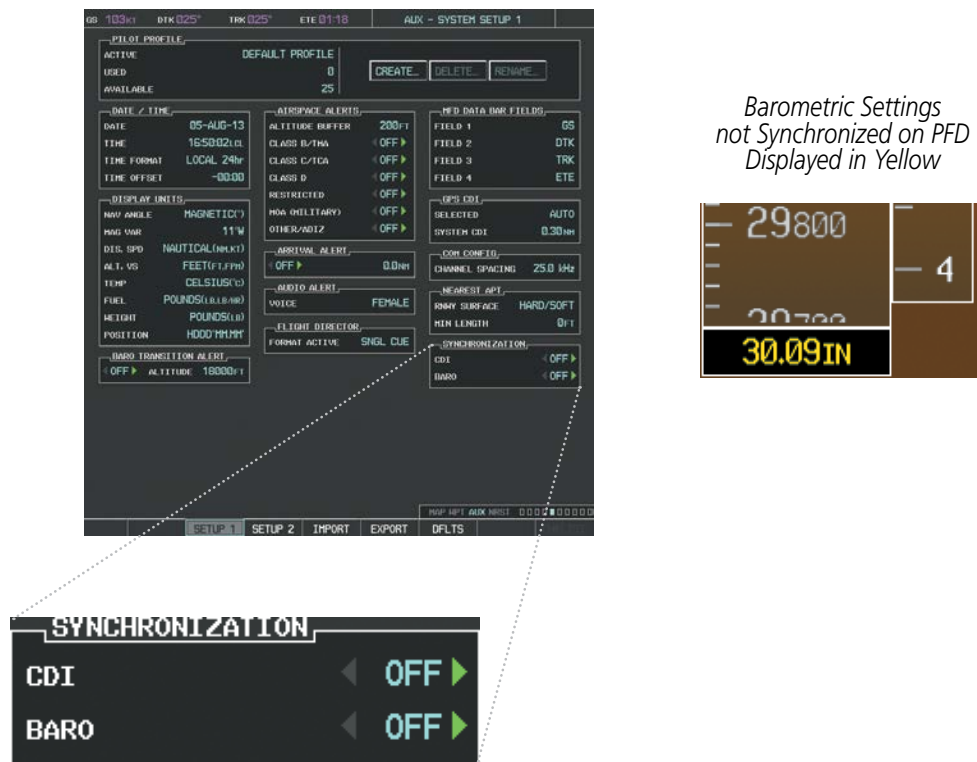 GS 103KT DTK 025° TRK 025° ETE 01:18 AUX - SYSTEM SETUP 1
PILOT PROFILE
ACTIVE DEFAULT PROFILE
USED 0
AVAILABLE 25
CREATE… DELETE… RENAME…
DATE / TIME
DATE 05-AUG-13
TIME 16:50:02LCL
TIME FORMAT LOCAL 24hr
TIME OFFSET -00:00
DISPLAY UNITS
NAV ANGLE MAGNETIC(°)
MAG VAR 11°W
DIS, SPD NAUTICAL(NM,KT)
ALT, VS FEET(FT,FPM)
TEMP CELSIUS(°C)
FUEL POUNDS(LB,LB/HR)
WEIGHT POUNDS(LB)
POSITION HDDD°MM.MM'
BARO TRANSITION ALERT
OFF ALTITUDE 18000FT
AIRSPACE ALERTS
ALTITUDE BUFFER 200FT
CLASS B/TMA OFF
CLASS C/TCA OFF
CLASS D OFF
RESTRICTED OFF
MOA (MILITARY) OFF
OTHER/ADIZ OFF
ARRIVAL ALERT
OFF 0.0NM
AUDIO ALERT
VOICE FEMALE
FLIGHT DIRECTOR
FORMAT ACTIVE SNGL CUE
MFD DATA BAR FIELDS
FIELD 1 GS
FIELD 2 DTK
FIELD 3 TRK
FIELD 4 ETE
GPS CDI
SELECTED AUTO
SYSTEM CDI 0.30NM
COM CONFIG
CHANNEL SPACING 25.0 kHz
NEAREST APT
RNWY SURFACE HARD/SOFT
MIN LENGTH 0FT
SYNCHRONIZATION
CDI OFF
BARO OFF
MAP WPT AUX NRST
SETUP 1 SETUP 2 IMPORT EXPORT DFLTS
Barometric Settings
not Synchronized on PFD
Displayed in Yellow
29800
4
30.09IN
SYNCHRONIZATION
CDI OFF
BARO OFF